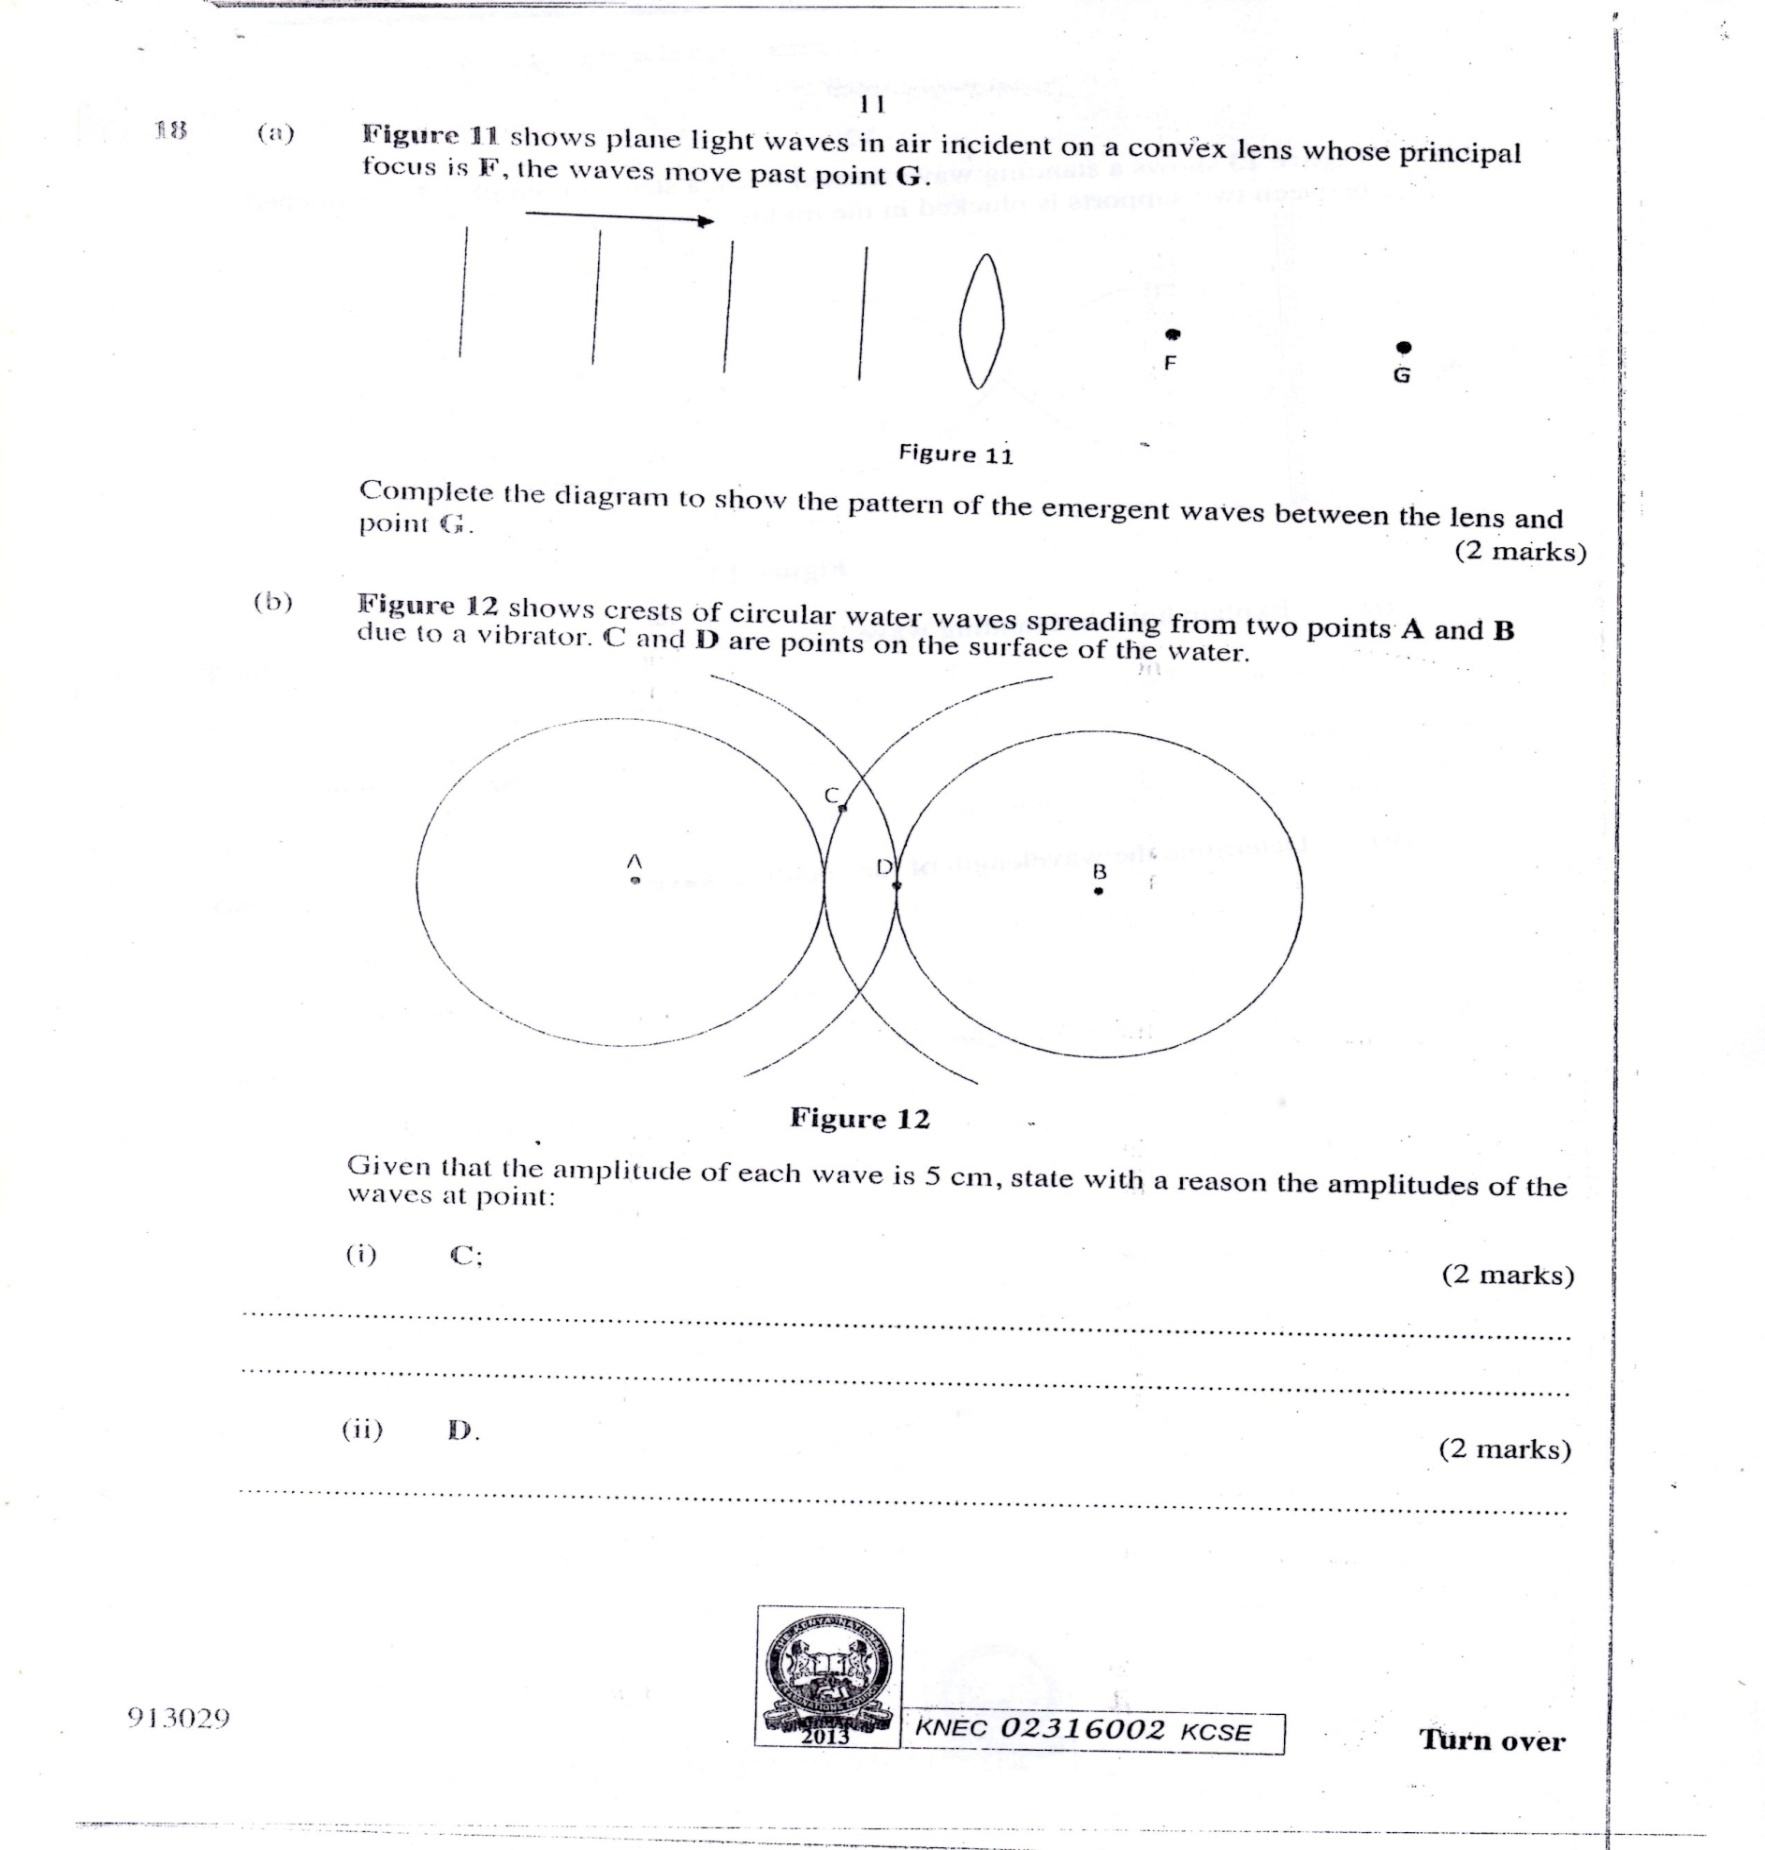 11
18 (a) Figure 11 shows plane light waves in air incident on a convex lens whose principal
focus is F, the waves move past point G.
F
G
Figure 11
Complete the diagram to show the pattern of the emergent waves between the lens and
point G.
(2 marks)
(b) Figure 12 shows crests of circular water waves spreading from two points A and B
due to a vibrator. C and D are points on the surface of the water.
C
A
D
B
Figure 12
Given that the amplitude of each wave is 5 cm, state with a reason the amplitudes of the
waves at point:
(i) C;
(2 marks)
(ii) D.
(2 marks)
2013
913029
KNEC 02316002 KCSE
Turn over